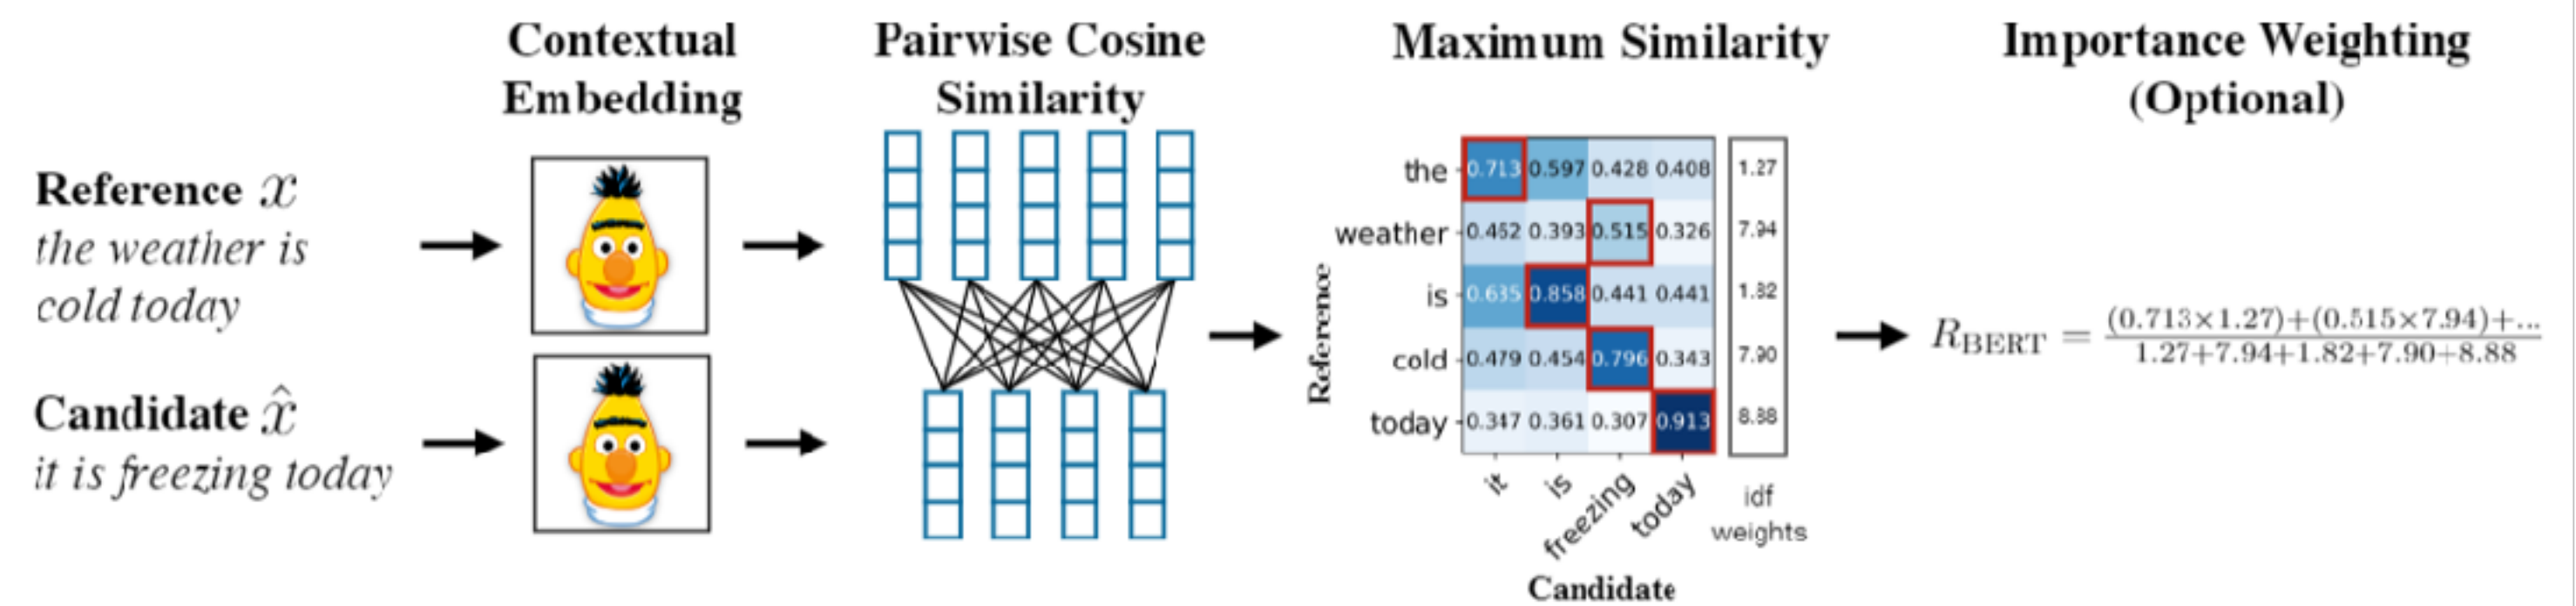 Contextual
Embedding
Pairwise Cosine
Similarity
Maximum Similarity
Importance Weighting
(Optional)
Reference x
the weather is
cold today
Candidate x̂
it is freezing today
Reference
the 0.713 0.597 0.428 0.408 1.27
weather 0.462 0.393 0.515 0.326 7.94
is 0.635 0.858 0.441 0.441 1.82
cold 0.479 0.454 0.796 0.343 7.90
today 0.347 0.361 0.307 0.913 8.88
it is freezing today
idf
weights
Candidate
R_BERT = (0.713×1.27)+(0.515×7.94)+...
1.27+7.94+1.82+7.90+8.88